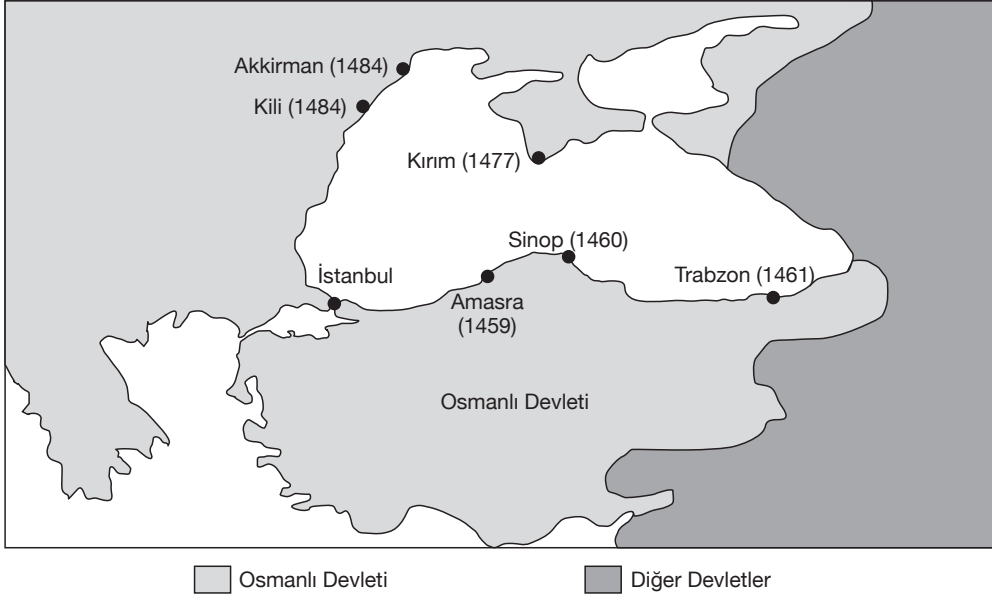 Akkirman (1484)
Kili (1484)
Kırım (1477)
Sinop (1460)
İstanbul
Trabzon (1461)
Amasra
(1459)
Osmanlı Devleti
Osmanlı Devleti
Diğer Devletler